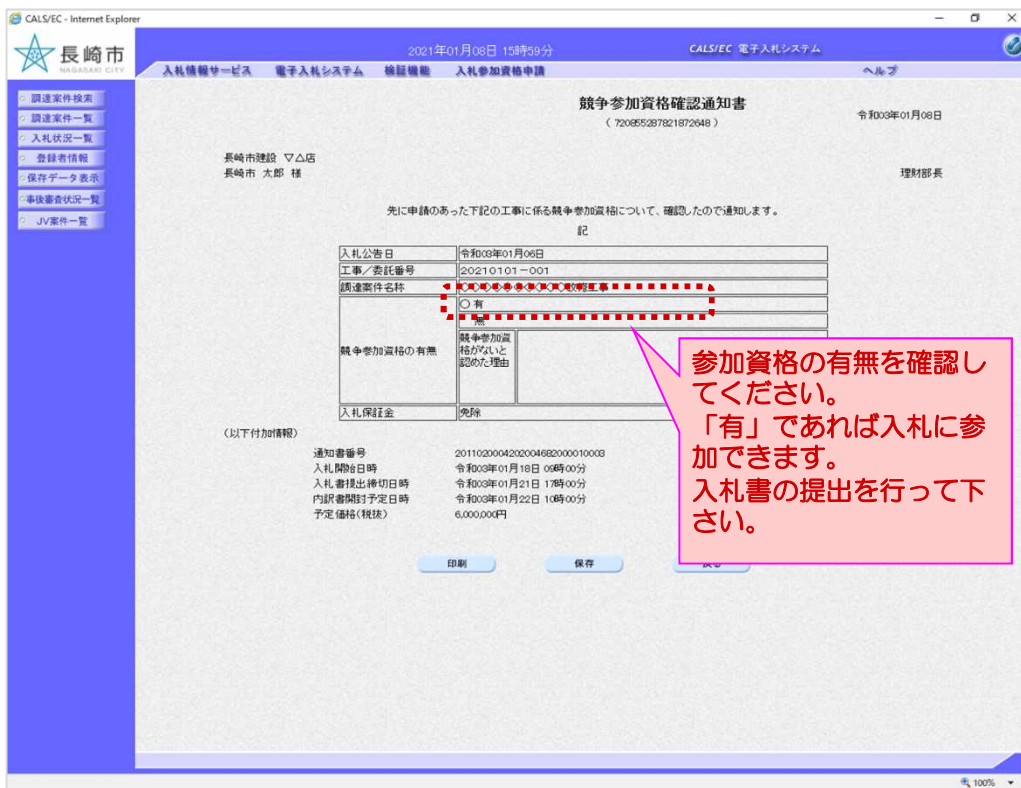 CALS/EC - Internet Explorer
長崎市
NAGASAKI CITY
2021年01月08日 15時59分
CALS/EC 電子入札システム
入札情報サービス 電子入札システム 検証機能 入札参加資格申請 ヘルプ
調達案件検索
調達案件一覧
入札状況一覧
登録者情報
保存データ表示
事後審査状況一覧
JV案件一覧
競争参加資格確認通知書
( 720855287821872648 )
令和03年01月08日
長崎市建設 ▽△店
長崎市 太郎 様
理財部長
先に申請のあった下記の工事に係る競争参加資格について、確認したので通知します。
記
入札公告日 令和03年01月06日
工事/委託番号 20210101-001
調達案件名称 ◇◇◇◇◇◇◇◇◇◇改修工事
競争参加資格の有無
○ 有
無
競争参加資格がないと認めた理由
入札保証金 免除
(以下付加情報)
通知書番号 2011020004202004682000010003
入札開始日時 令和03年01月18日 09時00分
入札書提出締切日時 令和03年01月21日 17時00分
内訳書開封予定日時 令和03年01月22日 10時00分
予定価格(税抜) 6,000,000円
印刷 保存 戻る
参加資格の有無を確認し
てください。
「有」であれば入札に参
加できます。
入札書の提出を行って下
さい。
100%